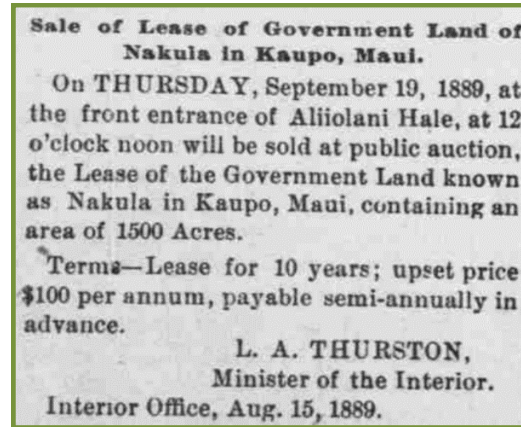 Sale of Lease of Government Land of
Nakula in Kaupo, Maui.
On THURSDAY, September 19, 1889, at
the front entrance of Aliiolani Hale, at 12
o'clock noon will be sold at public auction,
the Lease of the Government Land known
as Nakula in Kaupo, Maui, containing an
area of 1500 Acres.
Terms—Lease for 10 years; upset price
$100 per annum, payable semi-annually in
advance.
L. A. THURSTON,
Minister of the Interior.
Interior Office, Aug. 15, 1889.